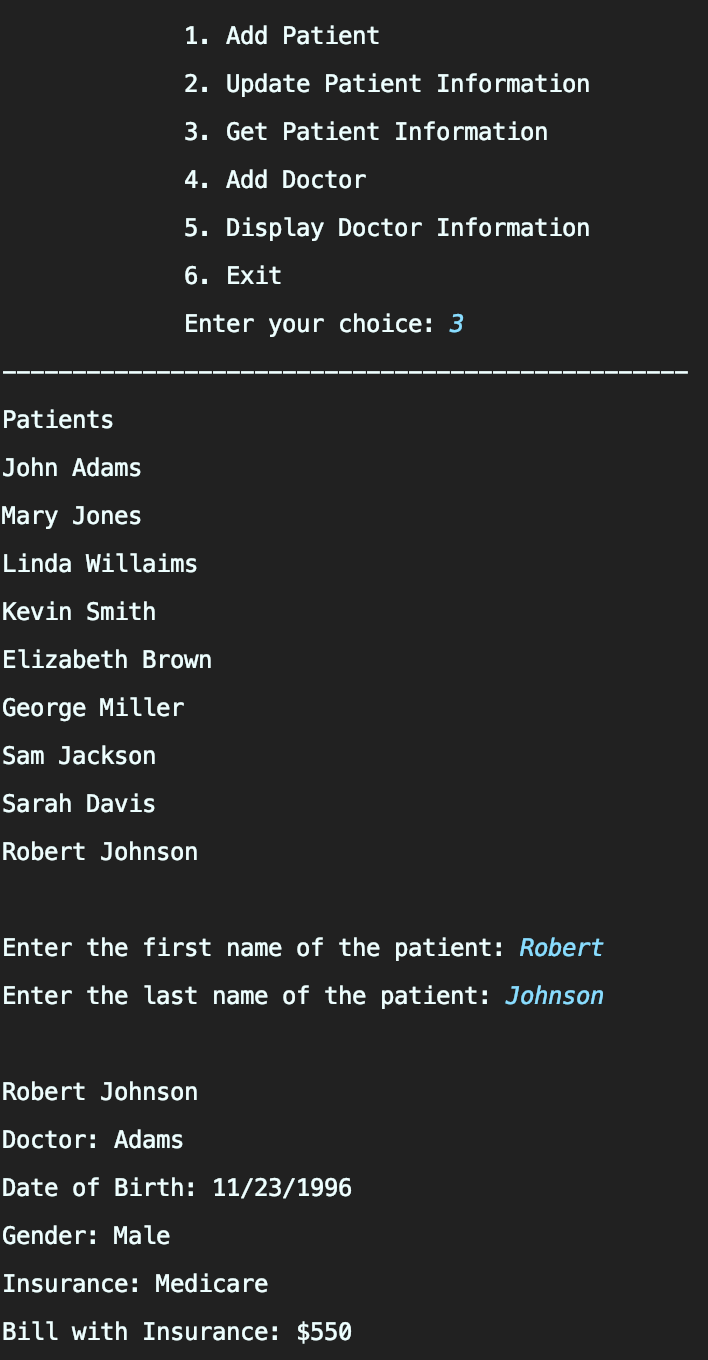 1. Add Patient
2. Update Patient Information
3. Get Patient Information
4. Add Doctor
5. Display Doctor Information
6. Exit
Enter your choice: 3
_________________________________________________
Patients
John Adams
Mary Jones
Linda Willaims
Kevin Smith
Elizabeth Brown
George Miller
Sam Jackson
Sarah Davis
Robert Johnson
Enter the first name of the patient: Robert
Enter the last name of the patient: Johnson
Robert Johnson
Doctor: Adams
Date of Birth: 11/23/1996
Gender: Male
Insurance: Medicare
Bill with Insurance: $550